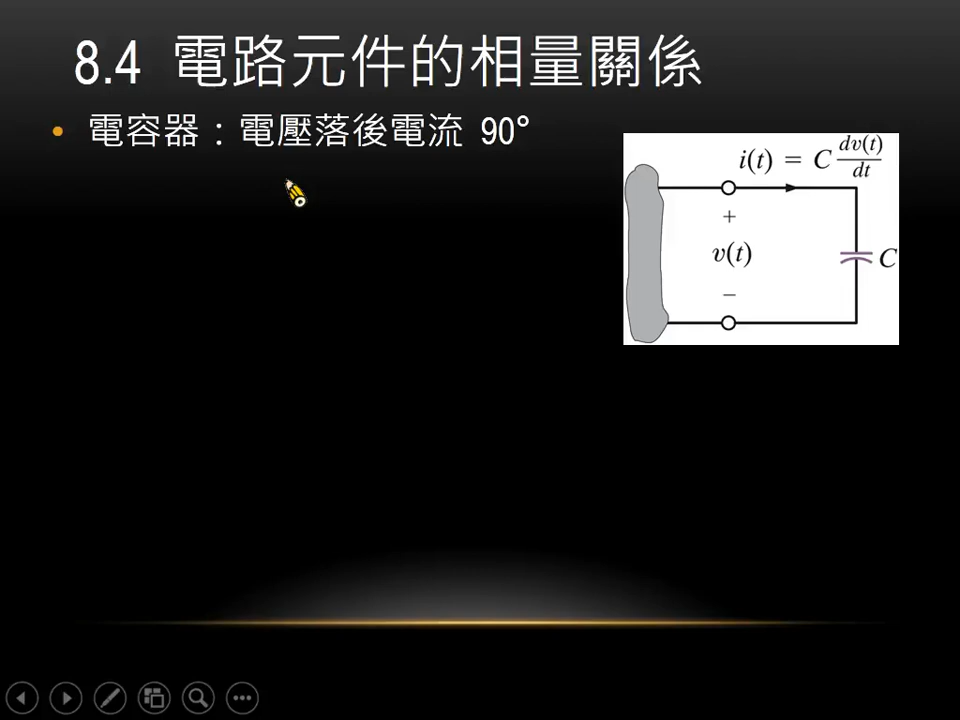 8.4 電路元件的相量關係
• 電容器：電壓落後電流 90°
i(t) = C dv(t)/dt
+
v(t)
C
−